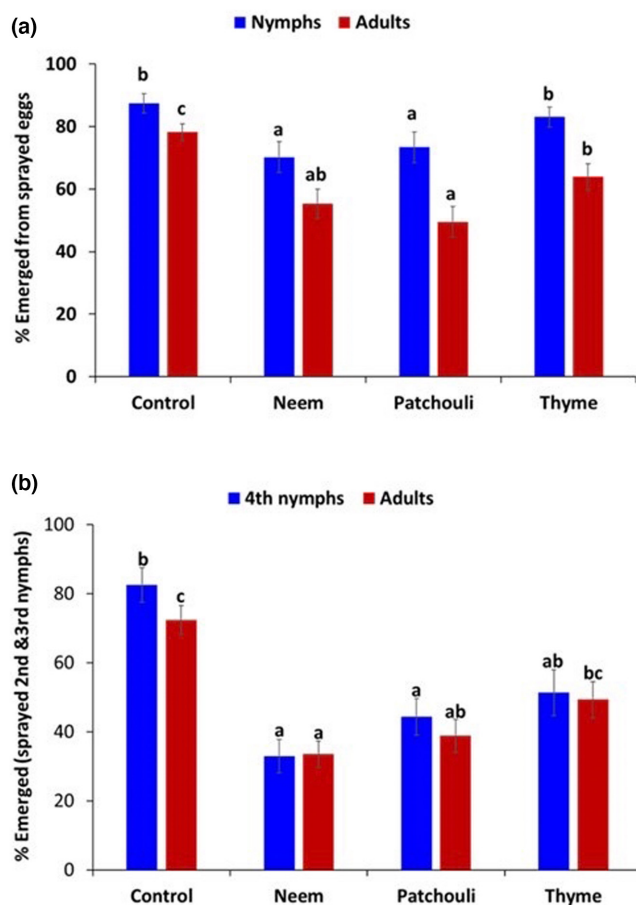 (a)
Nymphs Adults
% Emerged from sprayed eggs
100
80
60
40
20
0
b
c
a
ab
a
a
b
b
Control Neem Patchouli Thyme
(b)
4th nymphs Adults
% Emerged (sprayed 2nd &3rd nymphs)
100
80
60
40
20
0
b
c
a
a
a
ab
ab
bc
Control Neem Patchouli Thyme